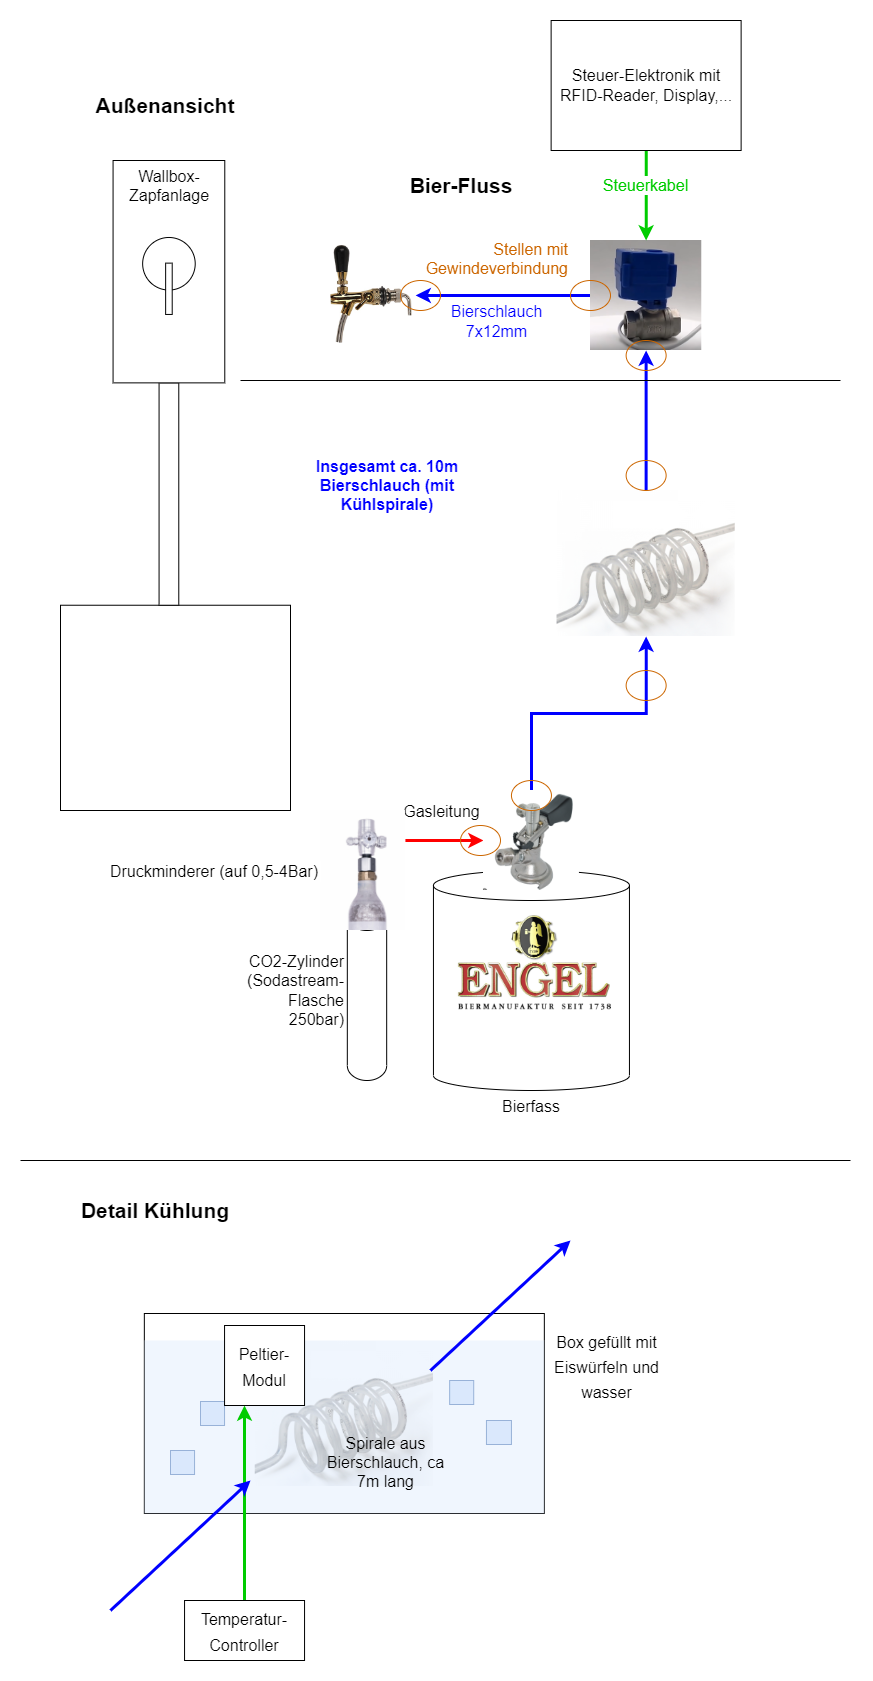 Steuer-Elektronik mit
RFID-Reader, Display,...
Außenansicht
Wallbox-
Zapfanlage
Bier-Fluss
Steuerkabel
Stellen mit
Gewindeverbindung
Bierschlauch
7x12mm
Insgesamt ca. 10m
Bierschlauch (mit
Kühlspirale)
Gasleitung
Druckminderer (auf 0,5-4Bar)
CO2-Zylinder
(Sodastream-
Flasche
250bar)
ENGEL
BIERMANUFAKTUR SEIT 1738
Bierfass
Detail Kühlung
Peltier-
Modul
Box gefüllt mit
Eiswürfeln und
wasser
Spirale aus
Bierschlauch, ca
7m lang
Temperatur-
Controller